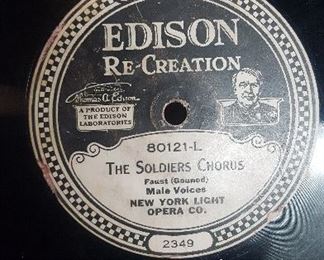 EDISON
RE-CREATION
Thomas A. Edison
A PRODUCT OF
THE EDISON
LABORATORIES
80121-L
THE SOLDIERS CHORUS
Faust (Gounod)
Male Voices
NEW YORK LIGHT
OPERA CO.
2349